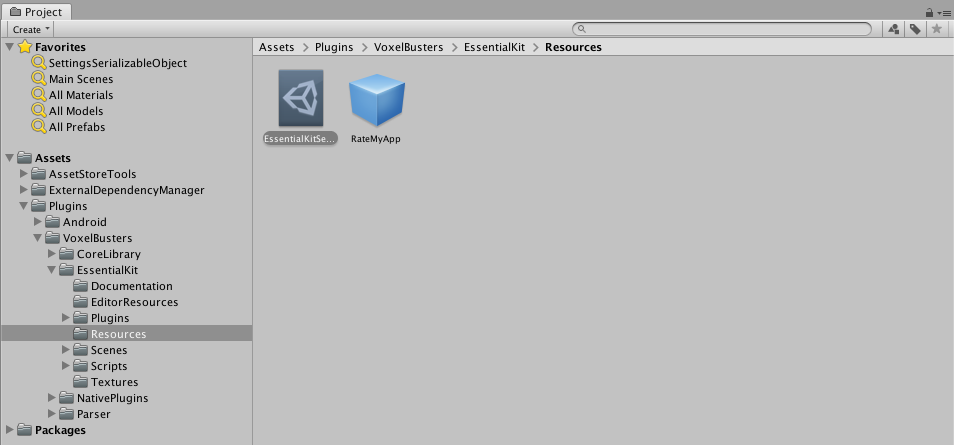 Project
Create
Favorites
SettingsSerializableObject
Main Scenes
All Materials
All Models
All Prefabs
Assets
AssetStoreTools
ExternalDependencyManager
Plugins
Android
VoxelBusters
CoreLibrary
EssentialKit
Documentation
EditorResources
Plugins
Resources
Scenes
Scripts
Textures
NativePlugins
Parser
Packages
Assets Plugins VoxelBusters EssentialKit Resources
EssentialKitSe... RateMyApp